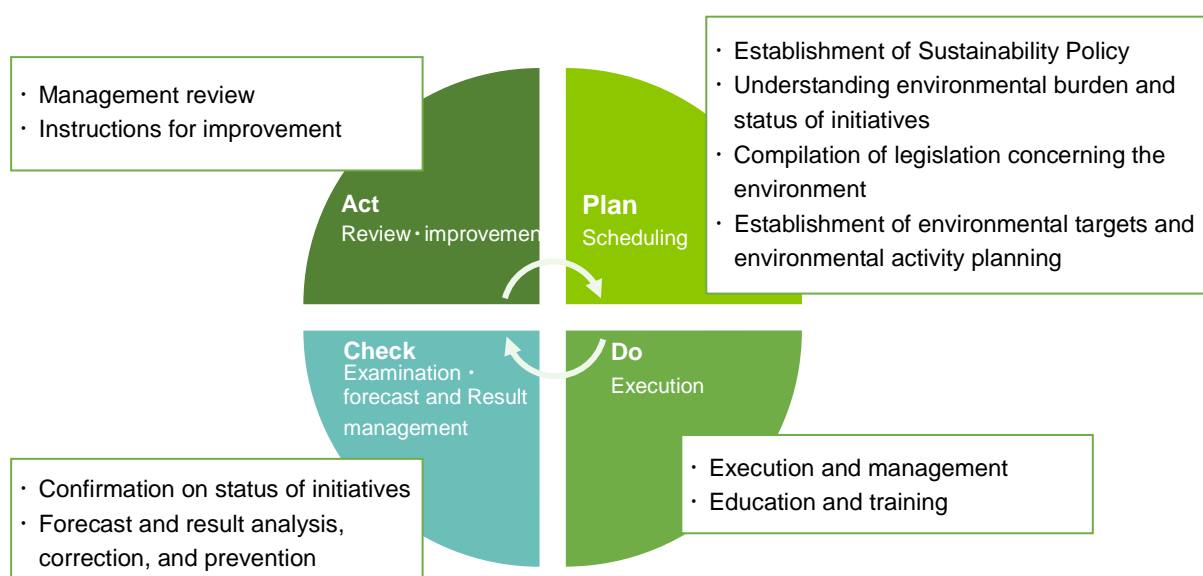 ・ Management review
・ Instructions for improvement
・ Establishment of Sustainability Policy
・ Understanding environmental burden and
status of initiatives
・ Compilation of legislation concerning the
environment
・ Establishment of environmental targets and
environmental activity planning
Act
Review・improvement
Plan
Scheduling
Check
Examination・
forecast and Result
management
Do
Execution
・ Confirmation on status of initiatives
・ Forecast and result analysis,
correction, and prevention
・ Execution and management
・ Education and training